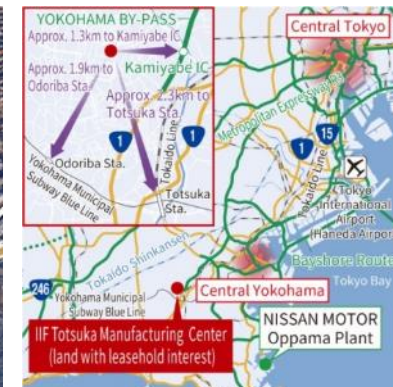 YOKOHAMA BY-PASS
Approx. 1.3km to
Kamiyabe IC
Kamiyabe IC
Approx. 1.9km to
Odoriba Sta.
Approx. 2.3km to
Totsuka Sta.
1
Odoriba Sta.
Tokaido Line
Yokohama Municipal
Subway Blue Line
Totsuka
Sta.
Central Tokyo
Metropolitan Expressway
15
1
Tokaido Line
Tokyo
International
Airport
(Haneda Airport
Bayshore Route
Tokyo Bay
Tokaido Shinkansen
246
Yokohama Municipal
Subway Blue Line
Central Yokohama
IIF Totsuka Manufacturing Center
(land with leasehold interest)
NISSAN MOTOR
Oppama Plant